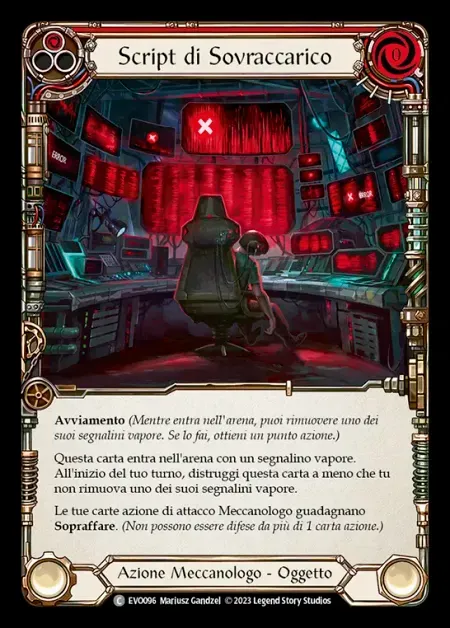 Script di Sovraccarico
0
ERROR
ERROR
Avviamento (Mentre entra nell'arena, puoi rimuovere uno dei
suoi segnalini vapore. Se lo fai, ottieni un punto azione.)
Questa carta entra nell'arena con un segnalino vapore.
All'inizio del tuo turno, distruggi questa carta a meno che tu
non rimuova uno dei suoi segnalini vapore.
Le tue carte azione di attacco Meccanologo guadagnano
Sopraffare. (Non possono essere difese da più di 1 carta azione.)
Azione Meccanologo - Oggetto
C EVO096 Mariusz Gandzel ©2023 Legend Story Studios